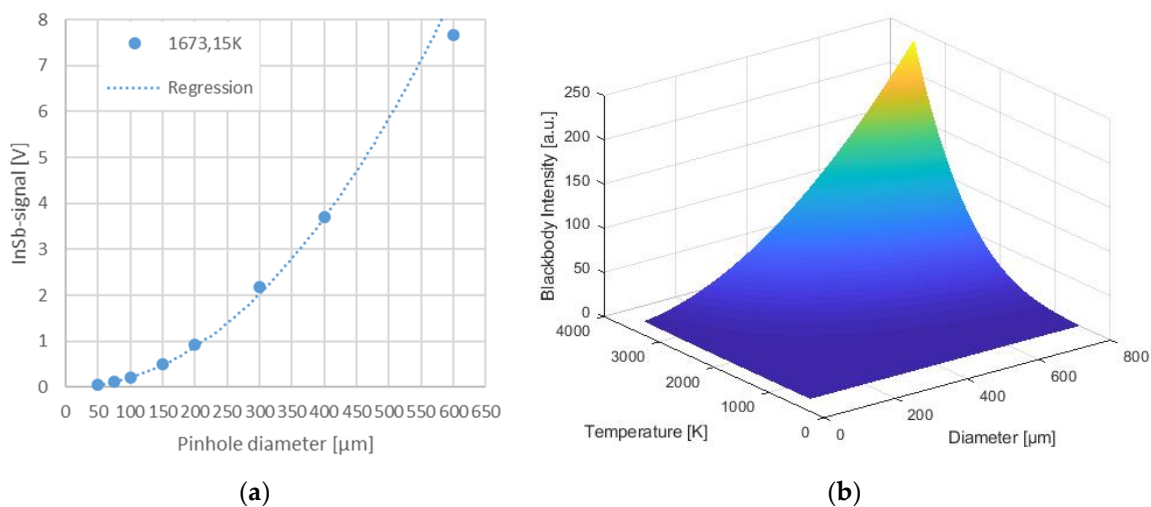 8
7
6
5
4
3
2
1
0
InSb-signal [V]
1673,15K
Regression
0 50 100 150 200 250 300 350 400 450 500 550 600 650
Pinhole diameter [µm]
(a)
250
200
150
100
50
0
Blackbody Intensity [a.u.]
4000
3000
2000
1000
0
Temperature [K]
0
200
400
600
800
Diameter [µm]
(b)